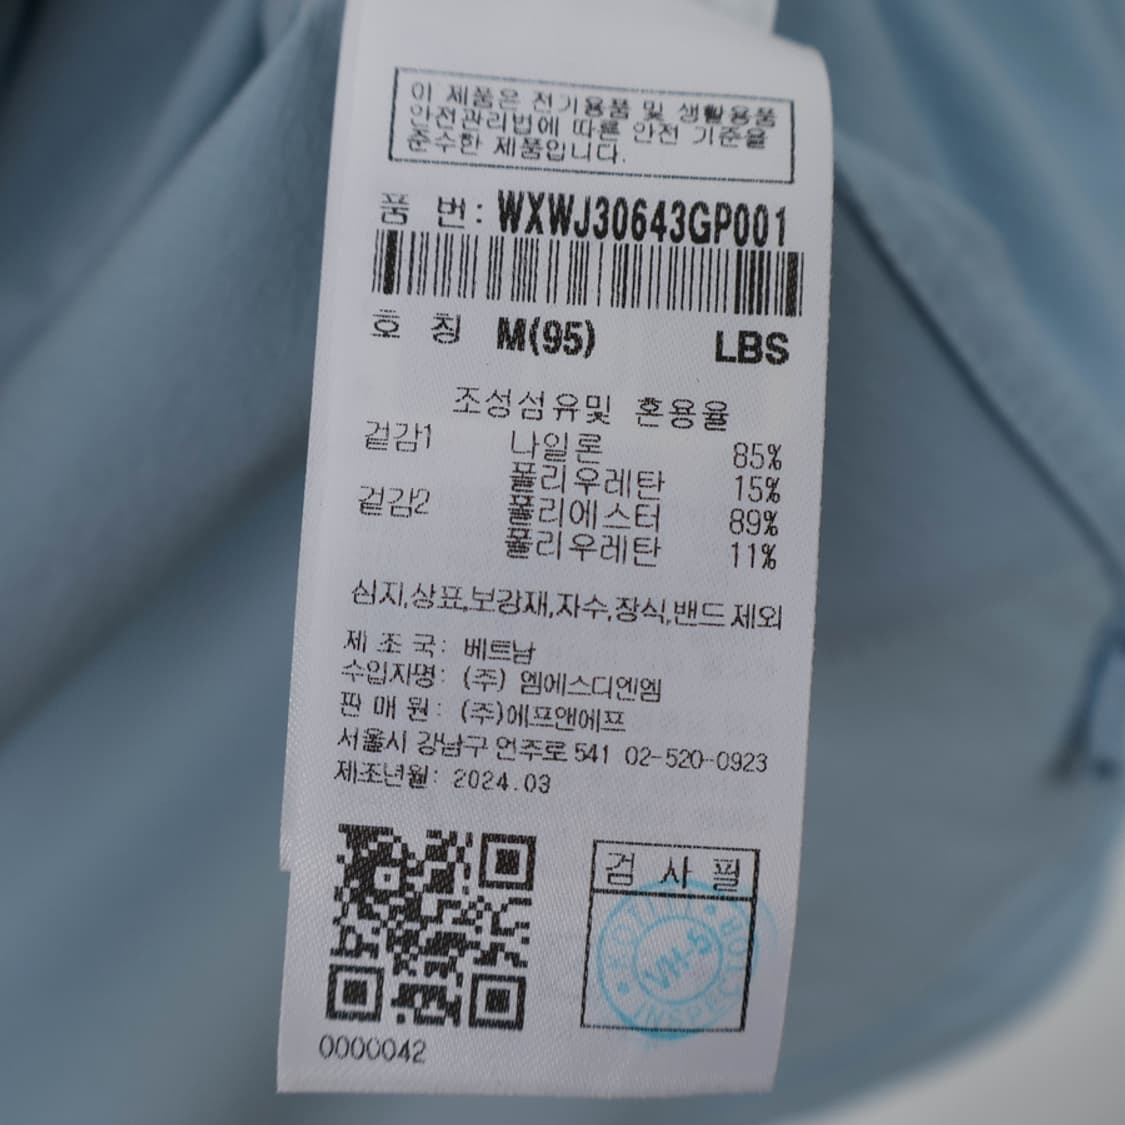 이 제품은 전기용품 및 생활용품
안전관리법에 따른 안전 기준을
준수한 제품입니다.
품 번: WXWJ30643GP001
호 칭 M(95) LBS
조성섬유및 혼용율
겉감1 나일론 85%
폴리우레탄 15%
겉감2 폴리에스터 89%
폴리우레탄 11%
심지,상표,보강재,자수,장식,밴드 제외
제 조 국: 베트남
수입자명: (주) 엠에스디엔엠
판 매 원: (주)에프앤에프
서울시 강남구 언주로 541 02-520-0923
제조년월: 2024.03
검 사 필
KOTITI
VH-5
INSPECTOR
0000042